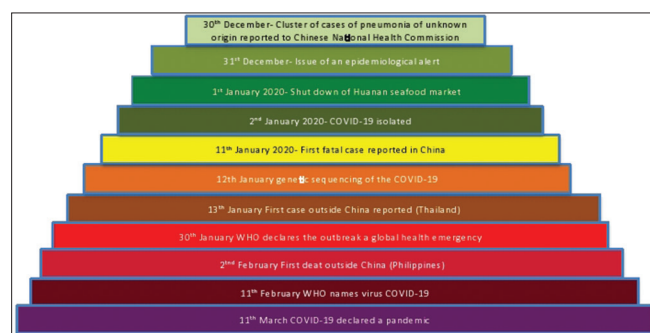 30th December- Cluster of cases of pneumonia of unknown
origin reported to Chinese National Health Commission
31st December- Issue of an epidemiological alert
1st January 2020- Shut down of Huanan seafood market
2nd January 2020- COVID-19 isolated
11th January 2020- First fatal case reported in China
12th January genetic sequencing of the COVID-19
13th January First case outside China reported (Thailand)
30th January WHO declares the outbreak a global health emergency
2nd February First deat outside China (Philippines)
11th February WHO names virus COVID-19
11th March COVID-19 declared a pandemic